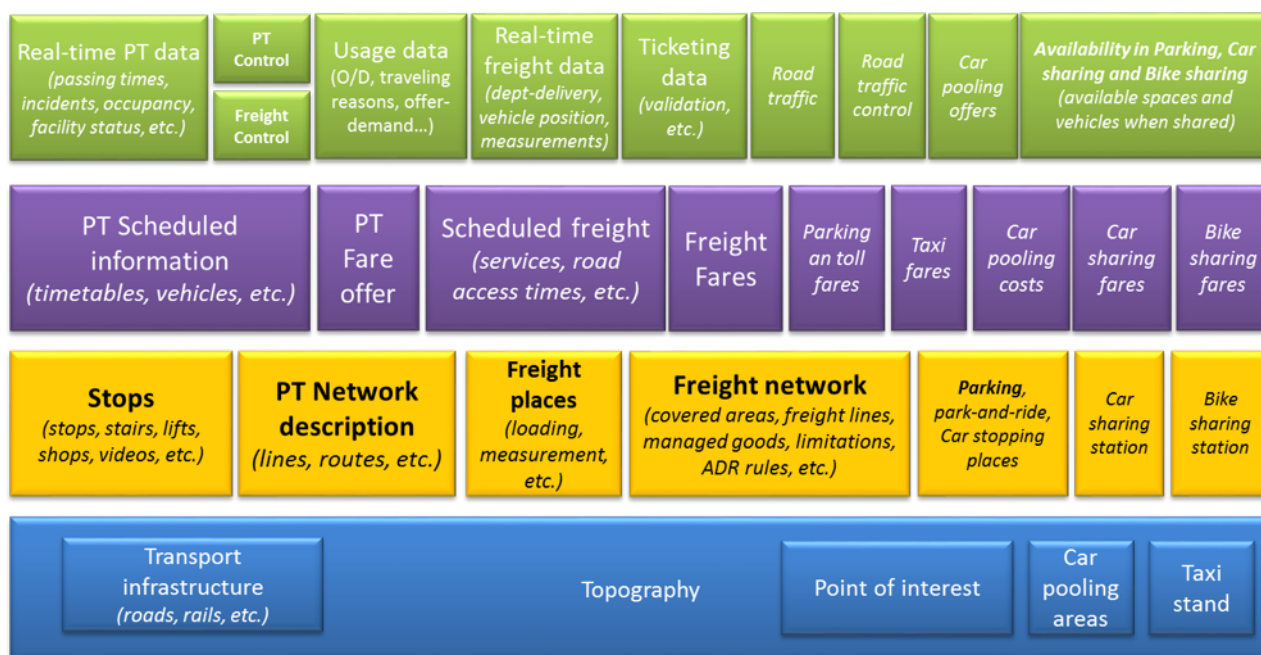 Real-time PT data
(passing times,
incidents, occupancy,
facility status, etc.)
PT
Control
Freight
Control
Usage data
(O/D, traveling
reasons, offer-
demand...)
Real-time
freight data
(dept-delivery,
vehicle position,
measurements)
Ticketing
data
(validation,
etc.)
Road
traffic
Road
traffic
control
Car
pooling
offers
Availability in Parking, Car
sharing and Bike sharing
(available spaces and
vehicles when shared)
PT Scheduled
information
(timetables, vehicles, etc.)
PT
Fare
offer
Scheduled freight
(services, road
access times, etc.)
Freight
Fares
Parking
an toll
fares
Taxi
fares
Car
pooling
costs
Car
sharing
fares
Bike
sharing
fares
Stops
(stops, stairs, lifts,
shops, videos, etc.)
PT Network
description
(lines, routes, etc.)
Freight
places
(loading,
measurement,
etc.)
Freight network
(covered areas, freight lines,
managed goods, limitations,
ADR rules, etc.)
Parking,
park-and-ride,
Car stopping
places
Car
sharing
station
Bike
sharing
station
Transport
infrastructure
(roads, rails, etc.)
Topography
Point of interest
Car
pooling
areas
Taxi
stand